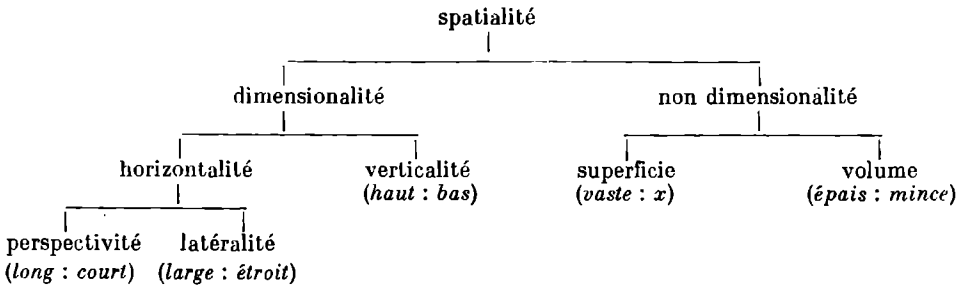 spatialité
dimensionalité non dimensionalité
horizontalité verticalité superficie volume
(haut : bas) (vaste : x) (épais : mince)
perspectivité latéralité
(long : court) (large : étroit)